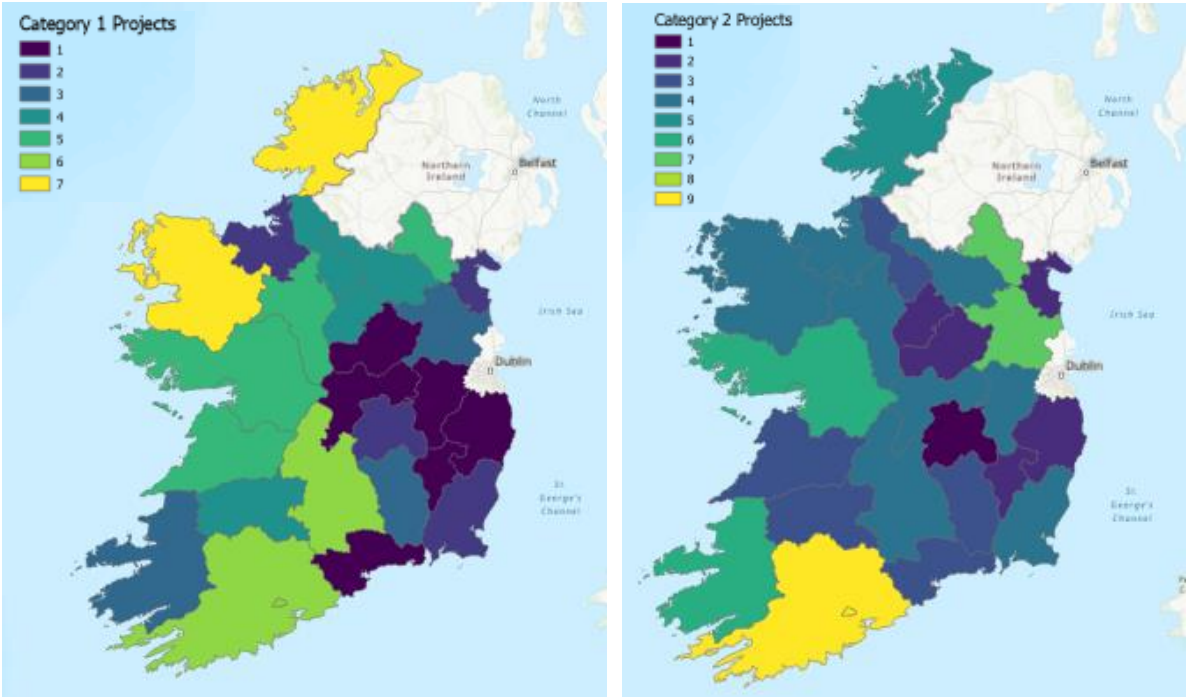 Category 1 Projects
1
2
3
4
5
6
7
North
Channel
Northern
Ireland
Belfast
Irish Sea
Dublin
St.
George's
Channel
Category 2 Projects
1
2
3
4
5
6
7
8
9
North
Channel
Northern
Ireland
Belfast
Irish Sea
Dublin
St.
George's
Channel